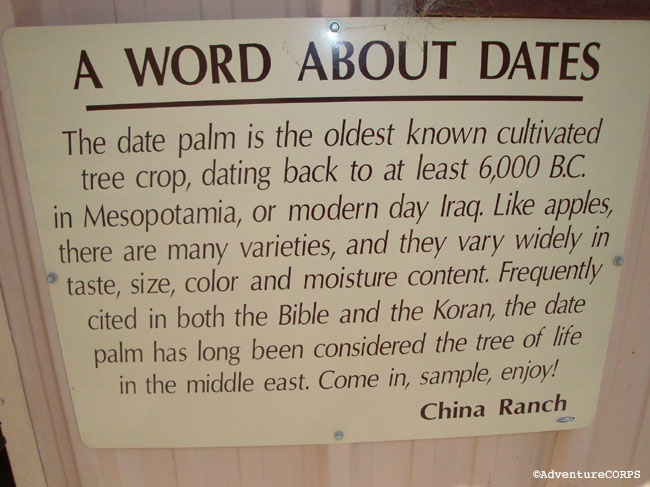 A WORD ABOUT DATES
The date palm is the oldest known cultivated
tree crop, dating back to at least 6,000 B.C.
in Mesopotamia, or modern day Iraq. Like apples,
there are many varieties, and they vary widely in
taste, size, color and moisture content. Frequently
cited in both the Bible and the Koran, the date
palm has long been considered the tree of life
in the middle east. Come in, sample, enjoy!
China Ranch
©AdventureCORPS